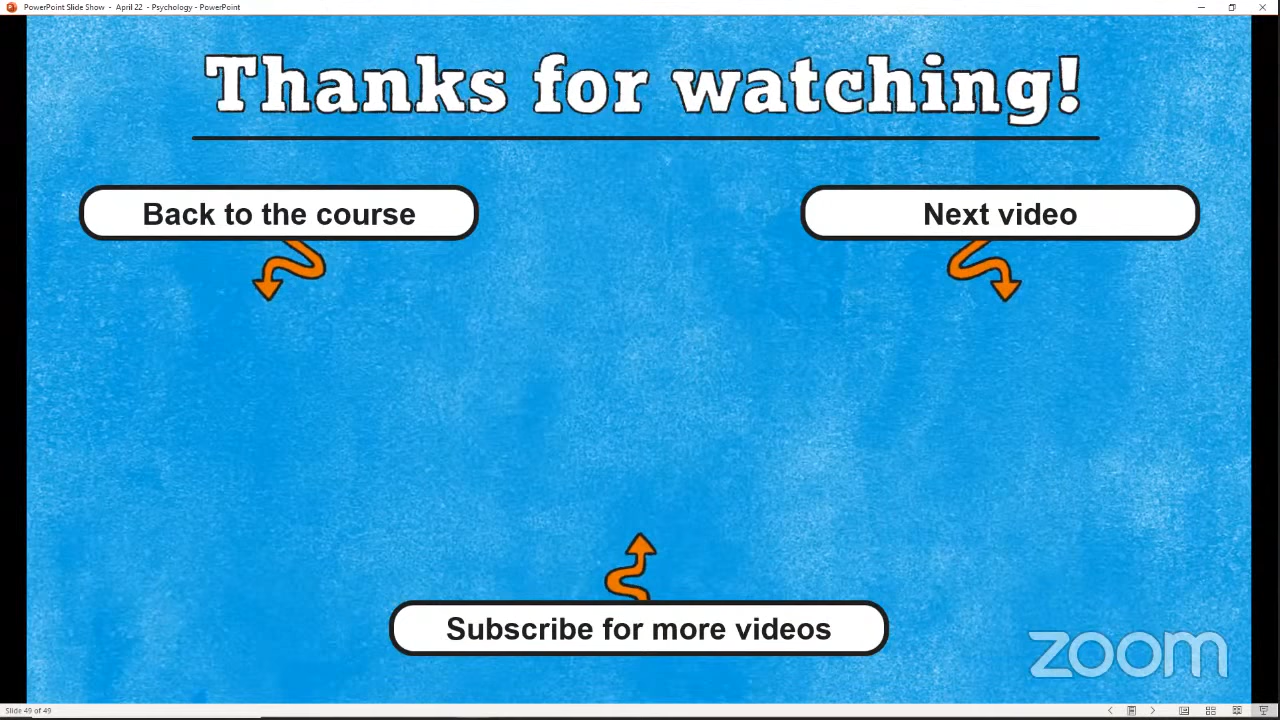 PowerPoint Slide Show - April 22 - Psychology - PowerPoint
Thanks for watching!
Back to the course
Next video
Subscribe for more videos
zoom
Slide 49 of 49